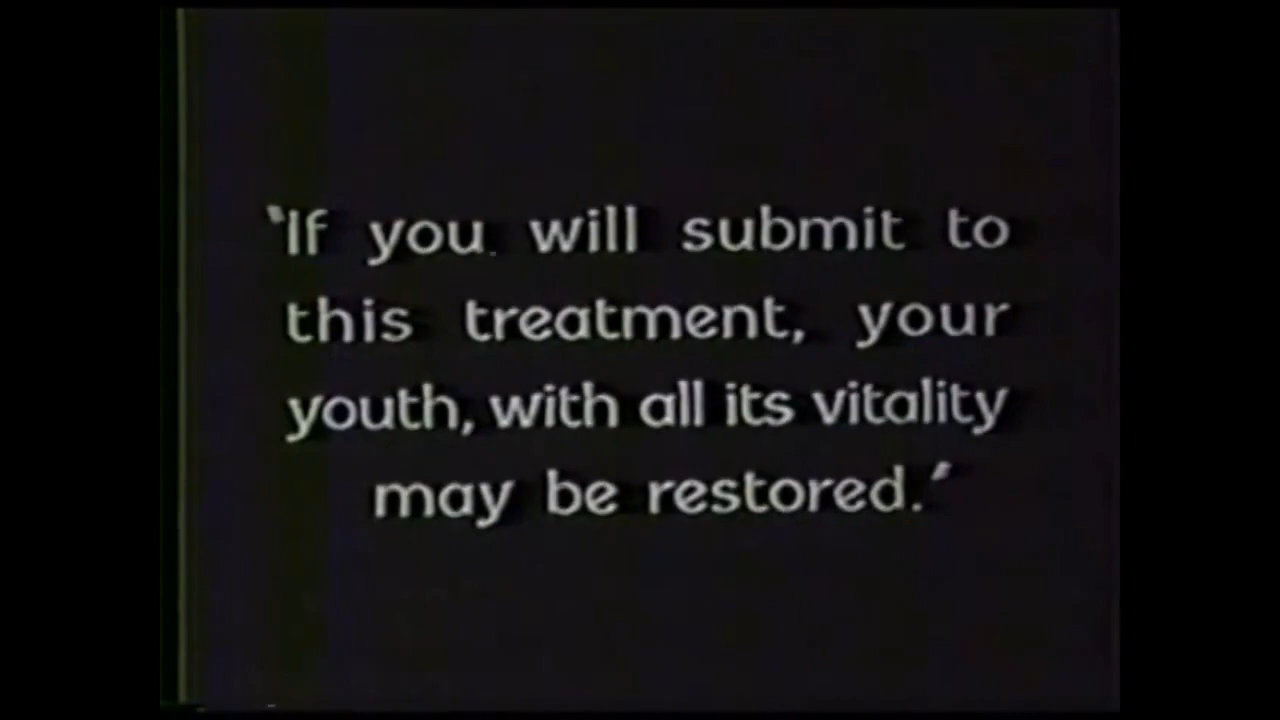 "If you will submit to
this treatment, your
youth, with all its vitality
may be restored."